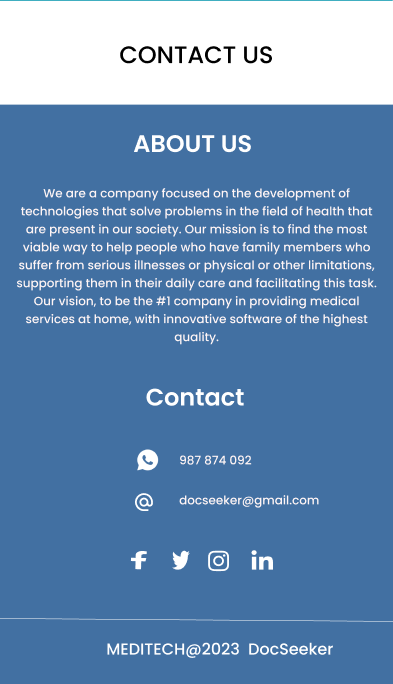 CONTACT US
ABOUT US
We are a company focused on the development of
technologies that solve problems in the field of health that
are present in our society. Our mission is to find the most
viable way to help people who have family members who
suffer from serious illnesses or physical or other limitations,
supporting them in their daily care and facilitating this task.
Our vision, to be the #1 company in providing medical
services at home, with innovative software of the highest
quality.
Contact
987 874 092
docseeker@gmail.com
MEDITECH@2023 DocSeeker